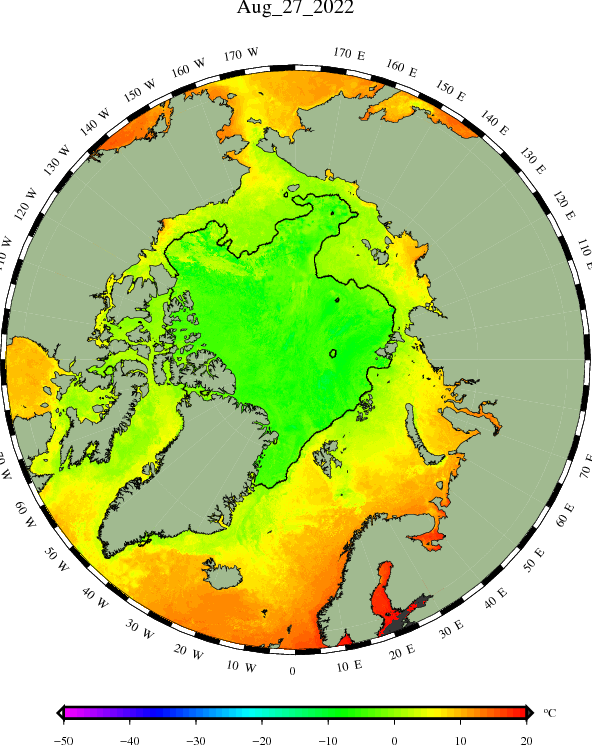 Aug_27_2022
170 W
170 E
160 W
160 E
150 W
150 E
140 W
140 E
130 W
130 E
120 W
120 E
110 E
70 E
60 W
60 E
50 W
50 E
40 W
40 E
30 W
30 E
20 W
20 E
10 W
10 E
0
°C
−50 −40 −30 −20 −10 0 10 20